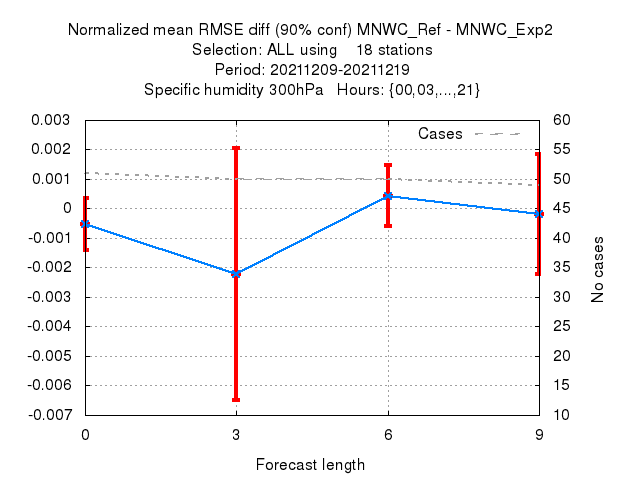 Normalized mean RMSE diff (90% conf) MNWC_Ref - MNWC_Exp2
Selection: ALL using    18 stations
Period: 20211209-20211219
Specific humidity 300hPa   Hours: {00,03,...,21}
Cases
0.003
0.002
0.001
0
-0.001
-0.002
-0.003
-0.004
-0.005
-0.006
-0.007
60
55
50
45
40
35
30
25
20
15
10
No cases
0 3 6 9
Forecast length